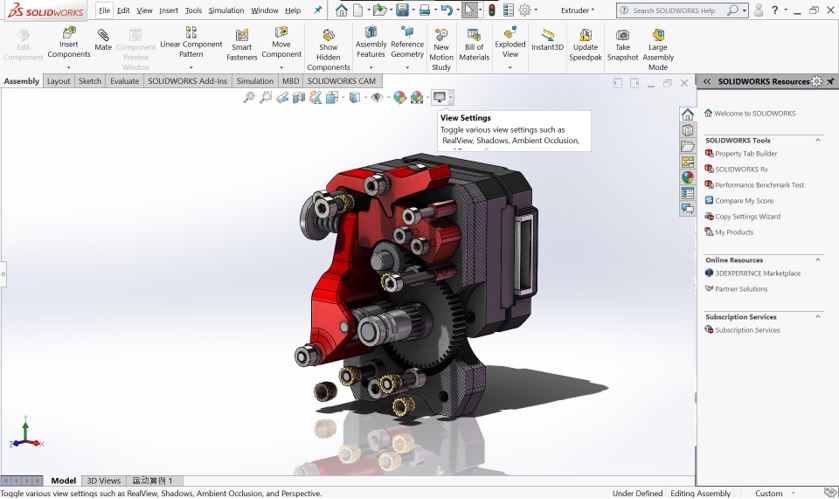 SOLIDWORKS
File Edit View Insert Tools Simulation Window Help
Extruder
Search SOLIDWORKS Help
Edit Component
Insert Components
Mate
Component Preview Window
Linear Component Pattern
Smart Fasteners
Move Component
Show Hidden Components
Assembly Features
Reference Geometry
New Motion Study
Bill of Materials
Exploded View
Instant3D
Update Speedpak
Take Snapshot
Large Assembly Mode
Assembly Layout Sketch Evaluate SOLIDWORKS Add-Ins Simulation MBD SOLIDWORKS CAM
View Settings
Toggle various view settings such as
RealView, Shadows, Ambient Occlusion,
SOLIDWORKS Resources
Welcome to SOLIDWORKS
SOLIDWORKS Tools
Property Tab Builder
SOLIDWORKS Rx
Performance Benchmark Test
Compare My Score
Copy Settings Wizard
My Products
Online Resources
3DEXPERIENCE Marketplace
Partner Solutions
Subscription Services
Subscription Services
Y
Z X
Model 3D Views 运动算例 1
Toggle various view settings such as RealView, Shadows, Ambient Occlusion, and Perspective.
Under Defined Editing Assembly Custom